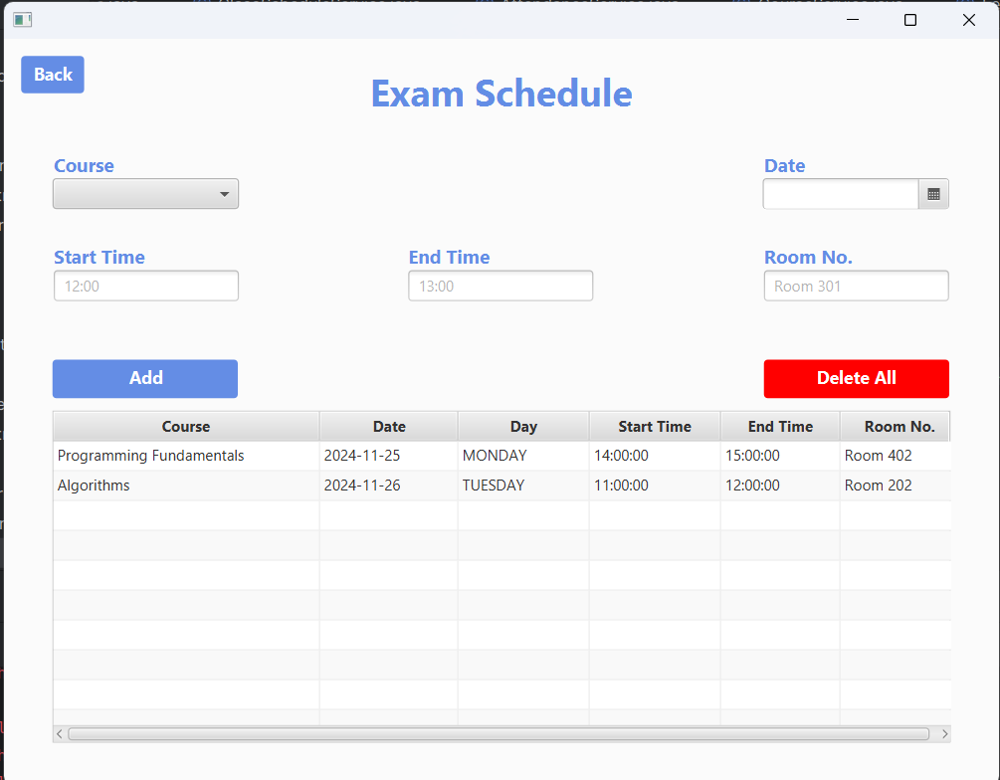 Back
Exam Schedule
Course
Date
Start Time
End Time
Room No.
12:00
13:00
Room 301
Add
Delete All
Course Date Day Start Time End Time Room No.
Programming Fundamentals 2024-11-25 MONDAY 14:00:00 15:00:00 Room 402
Algorithms 2024-11-26 TUESDAY 11:00:00 12:00:00 Room 202